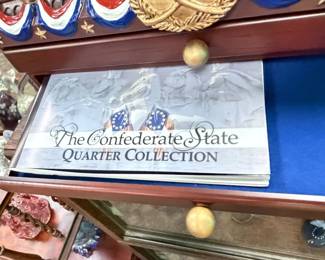 The Confederate State
QUARTER COLLECTION